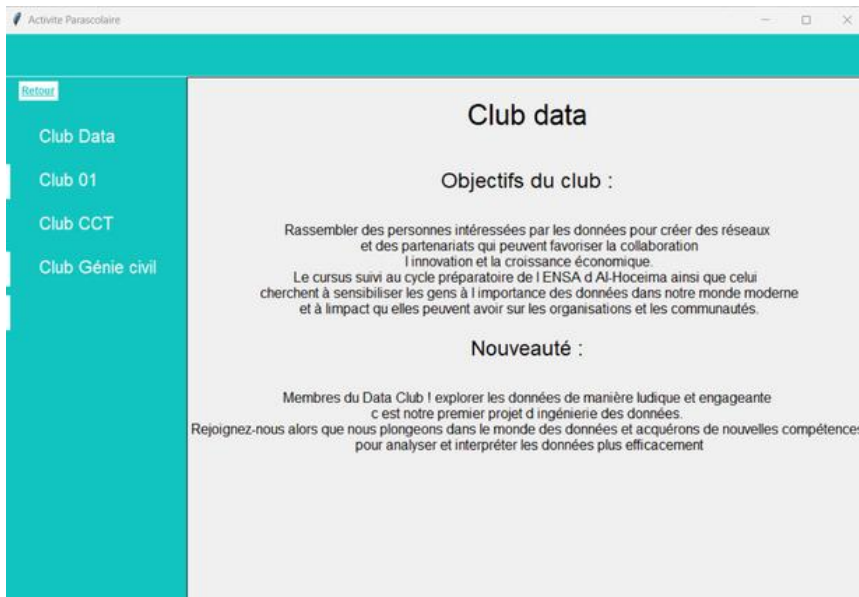 Activite Parascolaire
Retour
Club Data
Club 01
Club CCT
Club Génie civil
Club data
Objectifs du club :
Rassembler des personnes intéressées par les données pour créer des réseaux
et des partenariats qui peuvent favoriser la collaboration
l innovation et la croissance économique.
Le cursus suivi au cycle préparatoire de l ENSA d Al-Hoceima ainsi que celui
cherchent à sensibiliser les gens à l importance des données dans notre monde moderne
et à limpact qu elles peuvent avoir sur les organisations et les communautés.
Nouveauté :
Membres du Data Club ! explorer les données de manière ludique et engageante
c est notre premier projet d ingénierie des données.
Rejoignez-nous alors que nous plongeons dans le monde des données et acquérons de nouvelles compétences
pour analyser et interpréter les données plus efficacement